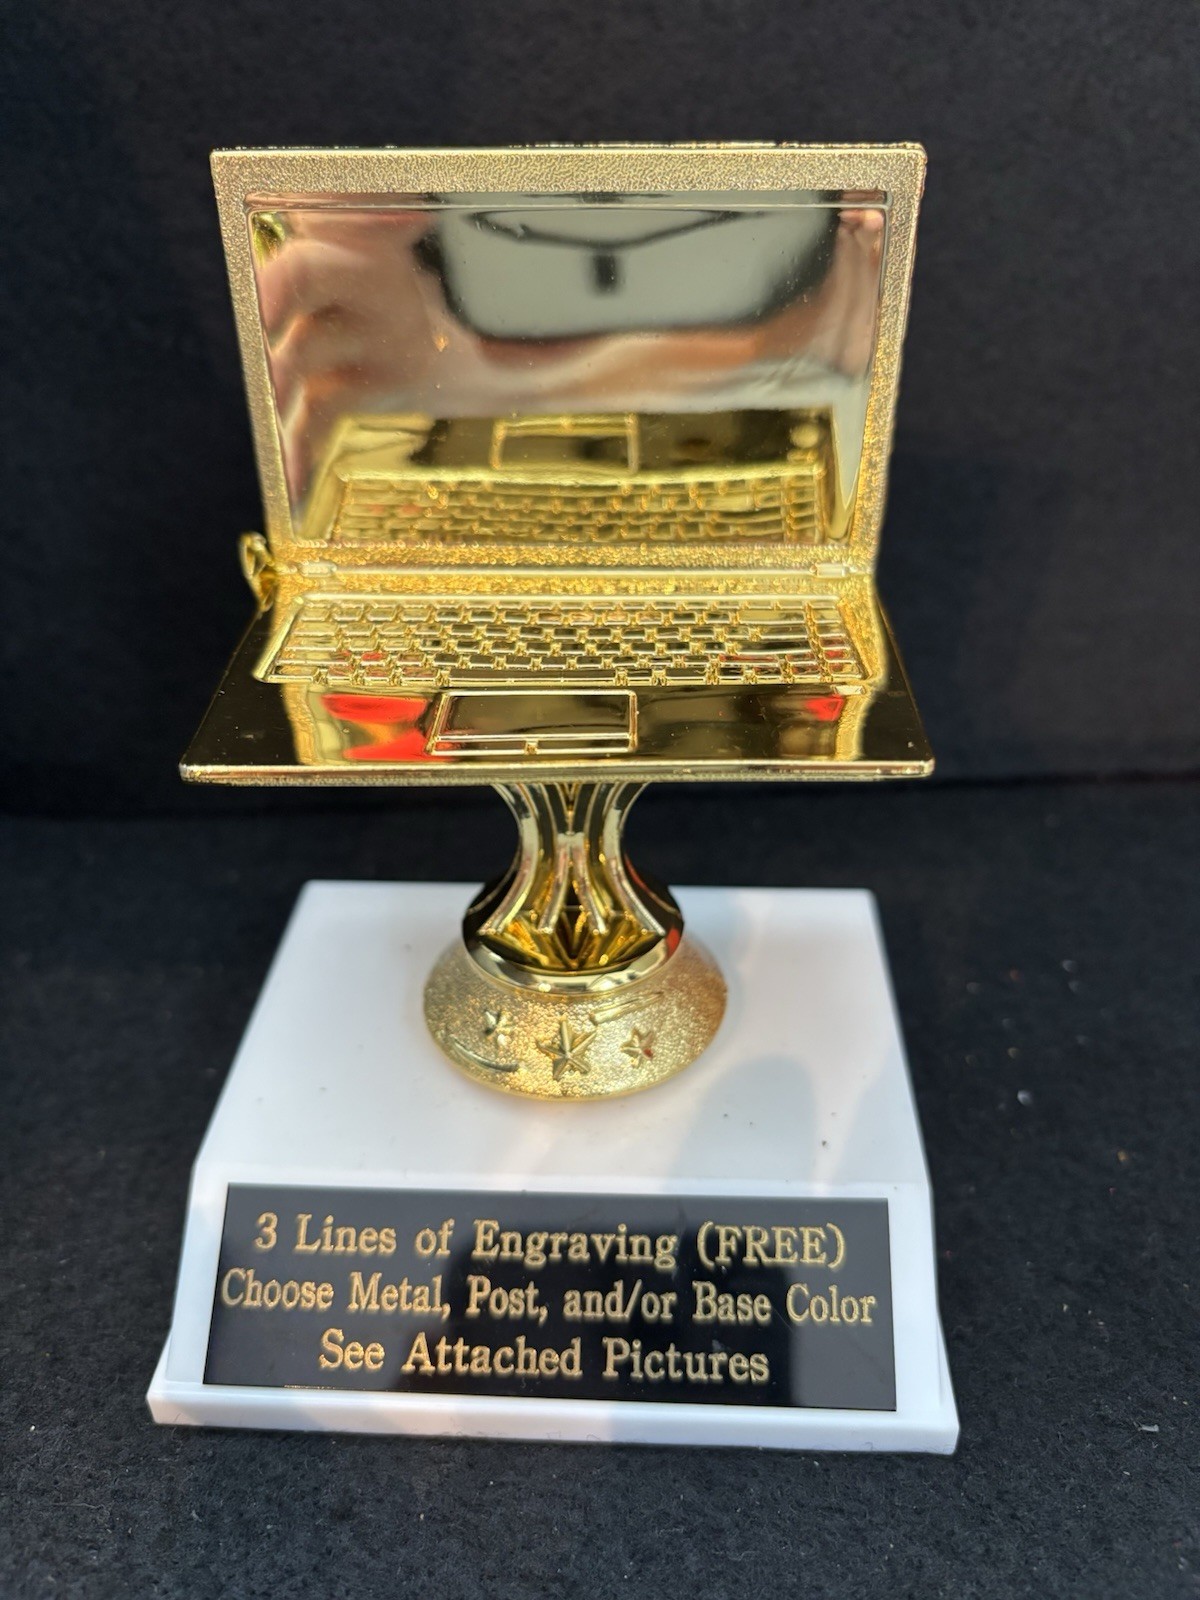 3 Lines of Engraving (FREE)
Choose Metal, Post, and/or Base Color
See Attached Pictures